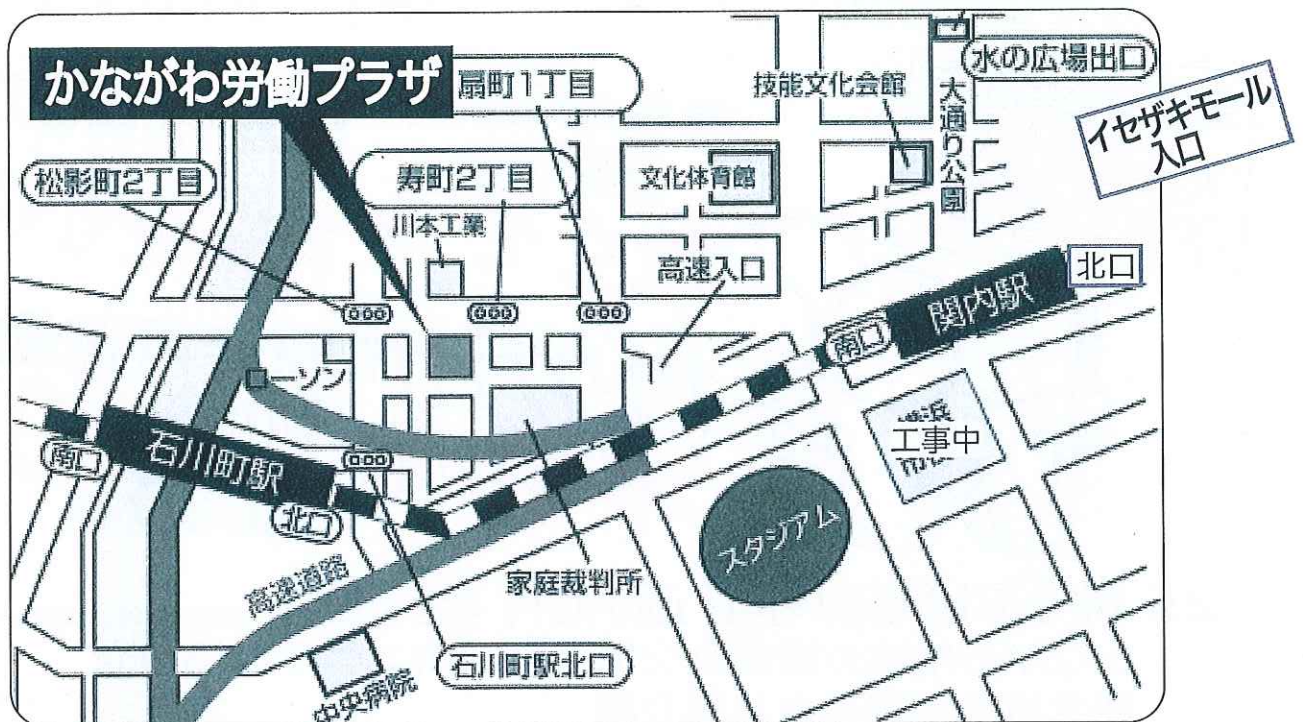 かながわ労働プラザ
扇町1丁目
技能文化会館
水の広場出口
大通り公園
イセザキモール
入口
松影町2丁目
寿町2丁目
文化体育館
川本工業
高速入口
北口
関内駅
南口
ーソン
工事中
石川町駅
南口
北口
スタジアム
高速道路
家庭裁判所
石川町駅北口
中央病院